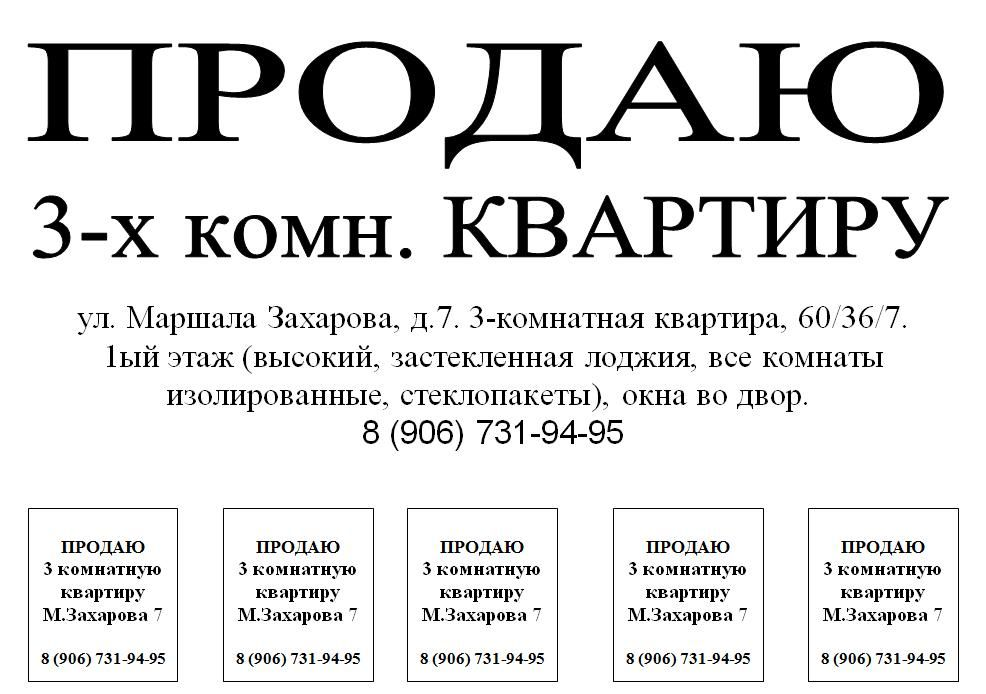 ПРОДАЮ
3-х комн. КВАРТИРУ
ул. Маршала Захарова, д.7. 3-комнатная квартира, 60/36/7.
1ый этаж (высокий, застекленная лоджия, все комнаты
изолированные, стеклопакеты), окна во двор.
8 (906) 731-94-95
ПРОДАЮ
3 комнатную
квартиру
М.Захарова 7
8 (906) 731-94-95
ПРОДАЮ
3 комнатную
квартиру
М.Захарова 7
8 (906) 731-94-95
ПРОДАЮ
3 комнатную
квартиру
М.Захарова 7
8 (906) 731-94-95
ПРОДАЮ
3 комнатную
квартиру
М.Захарова 7
8 (906) 731-94-95
ПРОДАЮ
3 комнатную
квартиру
М.Захарова 7
8 (906) 731-94-95